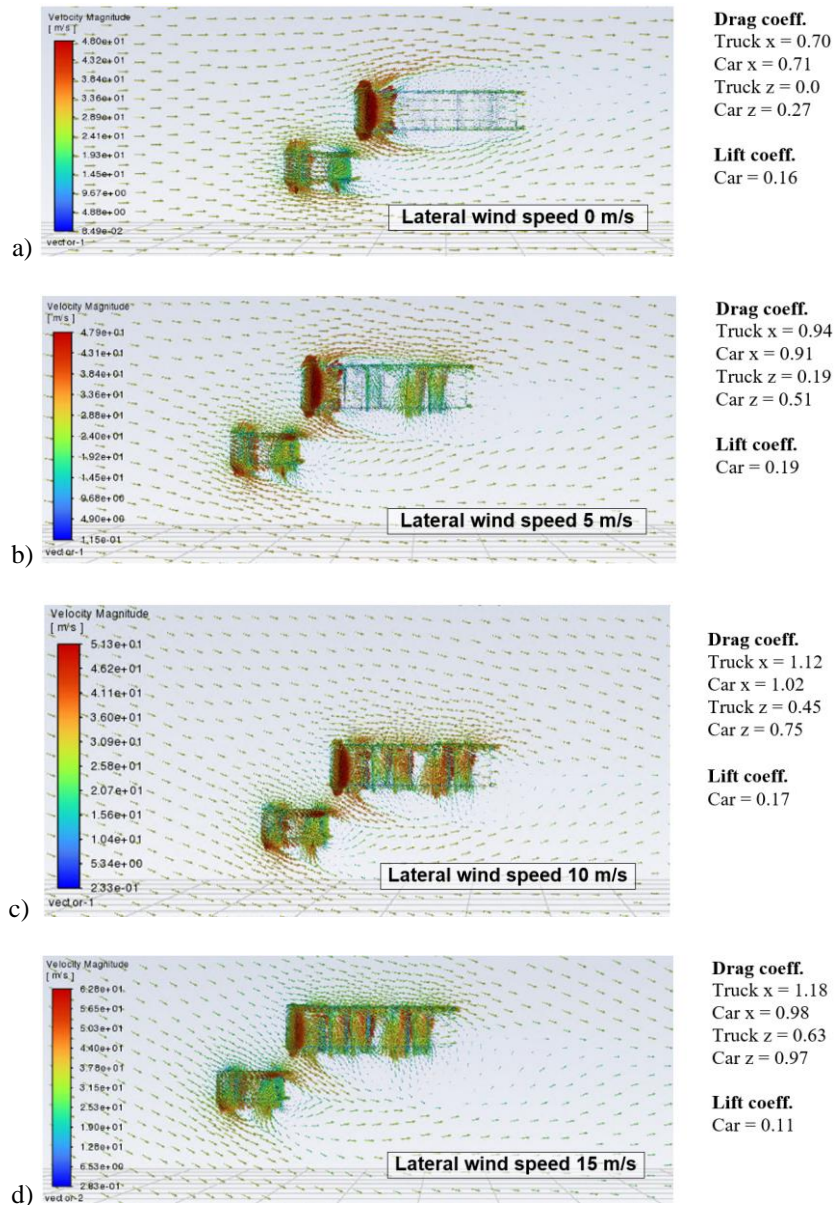 Velocity Magnitude
[ m/s ]
4.80e+01
4.32e+01
3.84e+01
3.36e+01
2.89e+01
2.41e+01
1.93e+01
1.45e+01
9.67e+00
4.88e+00
8.49e-02
vector-1
Lateral wind speed 0 m/s
a)
Drag coeff.
Truck x = 0.70
Car x = 0.71
Truck z = 0.0
Car z = 0.27
Lift coeff.
Car = 0.16
Velocity Magnitude
[ m/s ]
4.79e+01
4.31e+01
3.84e+01
3.36e+01
2.88e+01
2.40e+01
1.92e+01
1.45e+01
9.68e+00
4.90e+00
1.15e-01
vector-1
Lateral wind speed 5 m/s
b)
Drag coeff.
Truck x = 0.94
Car x = 0.91
Truck z = 0.19
Car z = 0.51
Lift coeff.
Car = 0.19
Velocity Magnitude
[ m/s ]
5.13e+01
4.62e+01
4.11e+01
3.60e+01
3.09e+01
2.58e+01
2.07e+01
1.56e+01
1.04e+01
5.34e+00
2.33e-01
vector-1
Lateral wind speed 10 m/s
c)
Drag coeff.
Truck x = 1.12
Car x = 1.02
Truck z = 0.45
Car z = 0.75
Lift coeff.
Car = 0.17
Velocity Magnitude
[ m/s ]
6.28e+01
5.65e+01
5.03e+01
4.40e+01
3.78e+01
3.15e+01
2.53e+01
1.90e+01
1.28e+01
6.53e+00
2.83e-01
vector-2
Lateral wind speed 15 m/s
d)
Drag coeff.
Truck x = 1.18
Car x = 0.98
Truck z = 0.63
Car z = 0.97
Lift coeff.
Car = 0.11